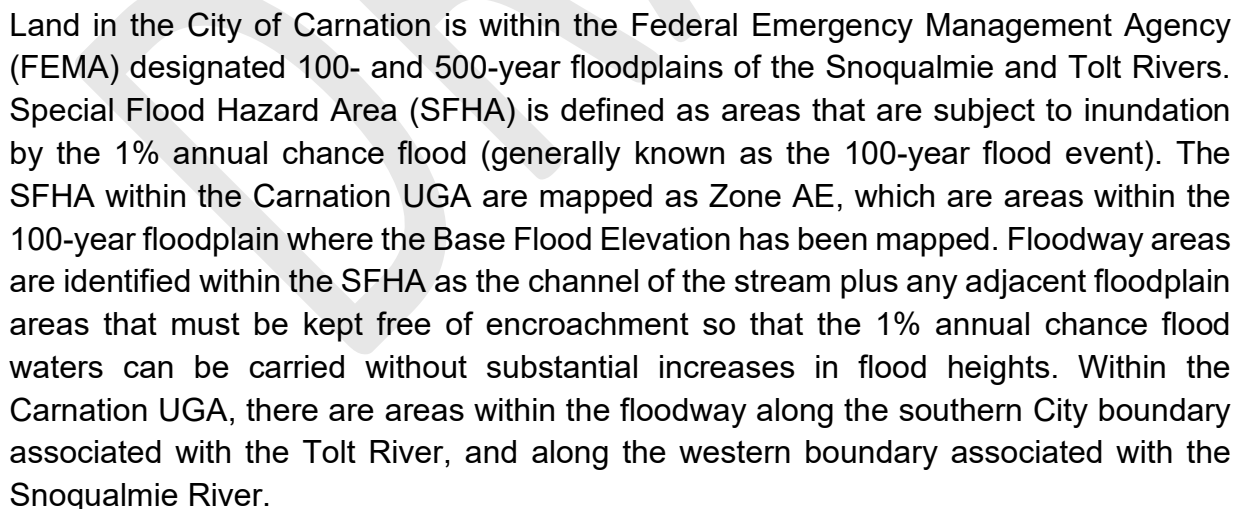 Land in the City of Carnation is within the Federal Emergency Management Agency
(FEMA) designated 100- and 500-year floodplains of the Snoqualmie and Tolt Rivers.
Special Flood Hazard Area (SFHA) is defined as areas that are subject to inundation
by the 1% annual chance flood (generally known as the 100-year flood event). The
SFHA within the Carnation UGA are mapped as Zone AE, which are areas within the
100-year floodplain where the Base Flood Elevation has been mapped. Floodway areas
are identified within the SFHA as the channel of the stream plus any adjacent floodplain
areas that must be kept free of encroachment so that the 1% annual chance flood
waters can be carried without substantial increases in flood heights. Within the
Carnation UGA, there are areas within the floodway along the southern City boundary
associated with the Tolt River, and along the western boundary associated with the
Snoqualmie River.